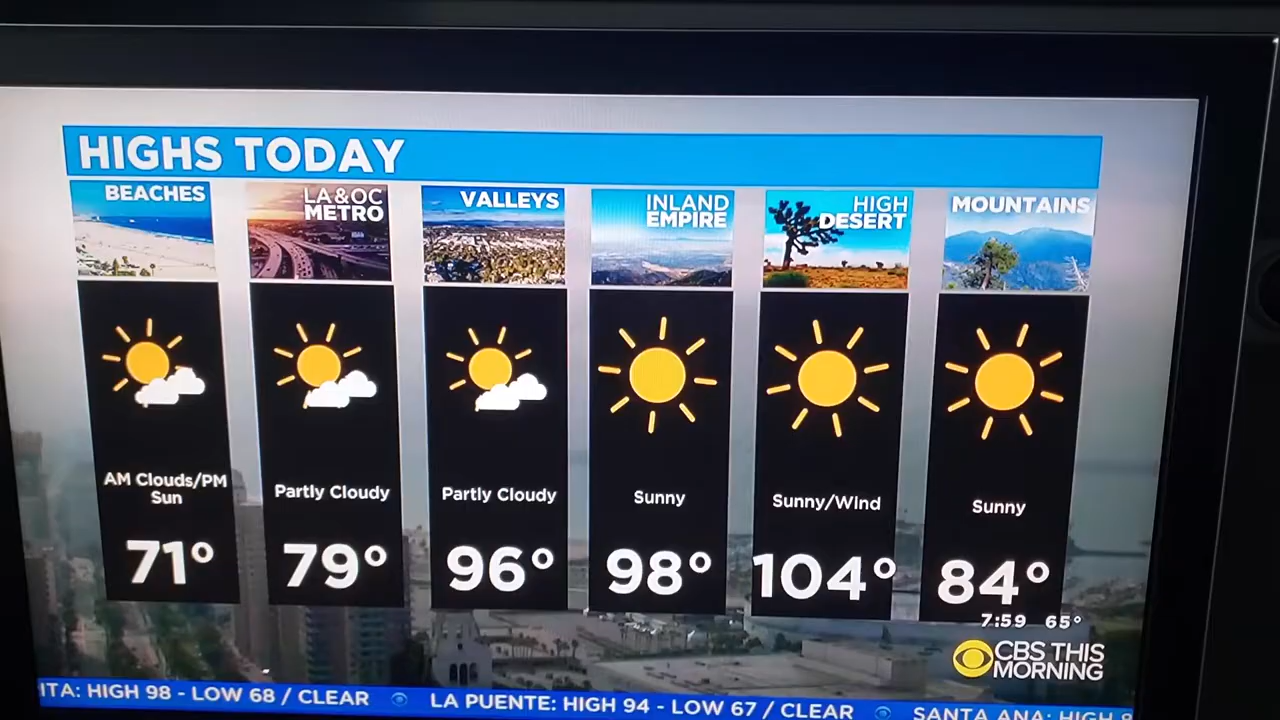 HIGHS TODAY
BEACHES
LA&OC
METRO
VALLEYS
INLAND
EMPIRE
HIGH
DESERT
MOUNTAINS
AM Clouds/PM
Sun
Partly Cloudy
Partly Cloudy
Sunny
Sunny/Wind
Sunny
71°
79°
96°
98°
104°
84°
7:59 65°
CBS THIS
MORNING
ITA: HIGH 98 - LOW 68 / CLEAR LA PUENTE: HIGH 94 - LOW 67 / CLEAR SANTA ANA: HIGH